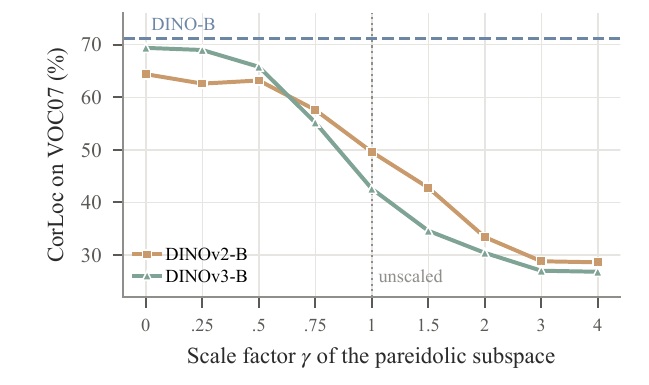 DINO-B
CorLoc on VOC07 (%)
70
60
50
40
30
DINOv2-B
DINOv3-B
unscaled
0 .25 .5 .75 1 1.5 2 3 4
Scale factor γ of the pareidolic subspace